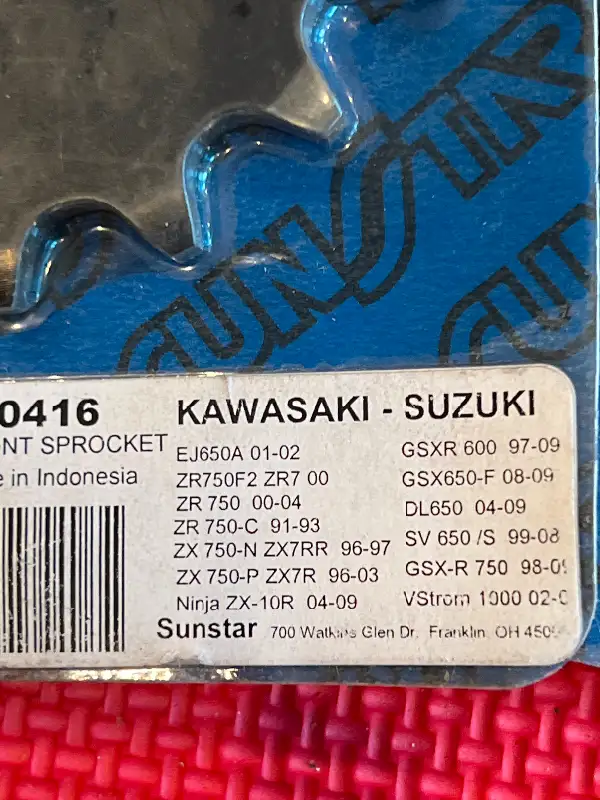 SUNSTAR
0416
KAWASAKI - SUZUKI
ONT SPROCKET
e in Indonesia
EJ650A 01-02
ZR750F2 ZR7 00
ZR 750 00-04
ZR 750-C 91-93
ZX 750-N ZX7RR 96-97
ZX 750-P ZX7R 96-03
Ninja ZX-10R 04-09
GSXR 600 97-09
GSX650-F 08-09
DL650 04-09
SV 650 /S 99-08
GSX-R 750 98-0
VStrom 1000 02-0
Sunstar 700 Watkins Glen Dr. Franklin, OH 450